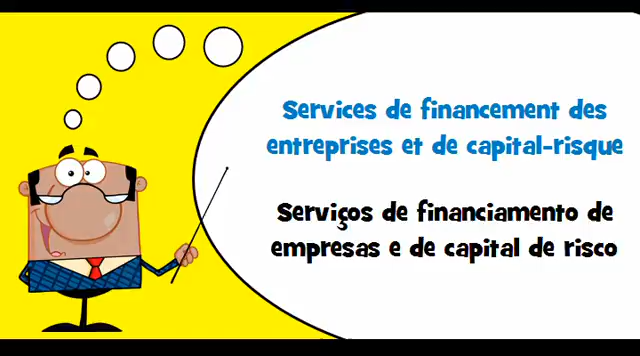 Services de financement des
entreprises et de capital-risque
Serviços de financiamento de
empresas e de capital de risco